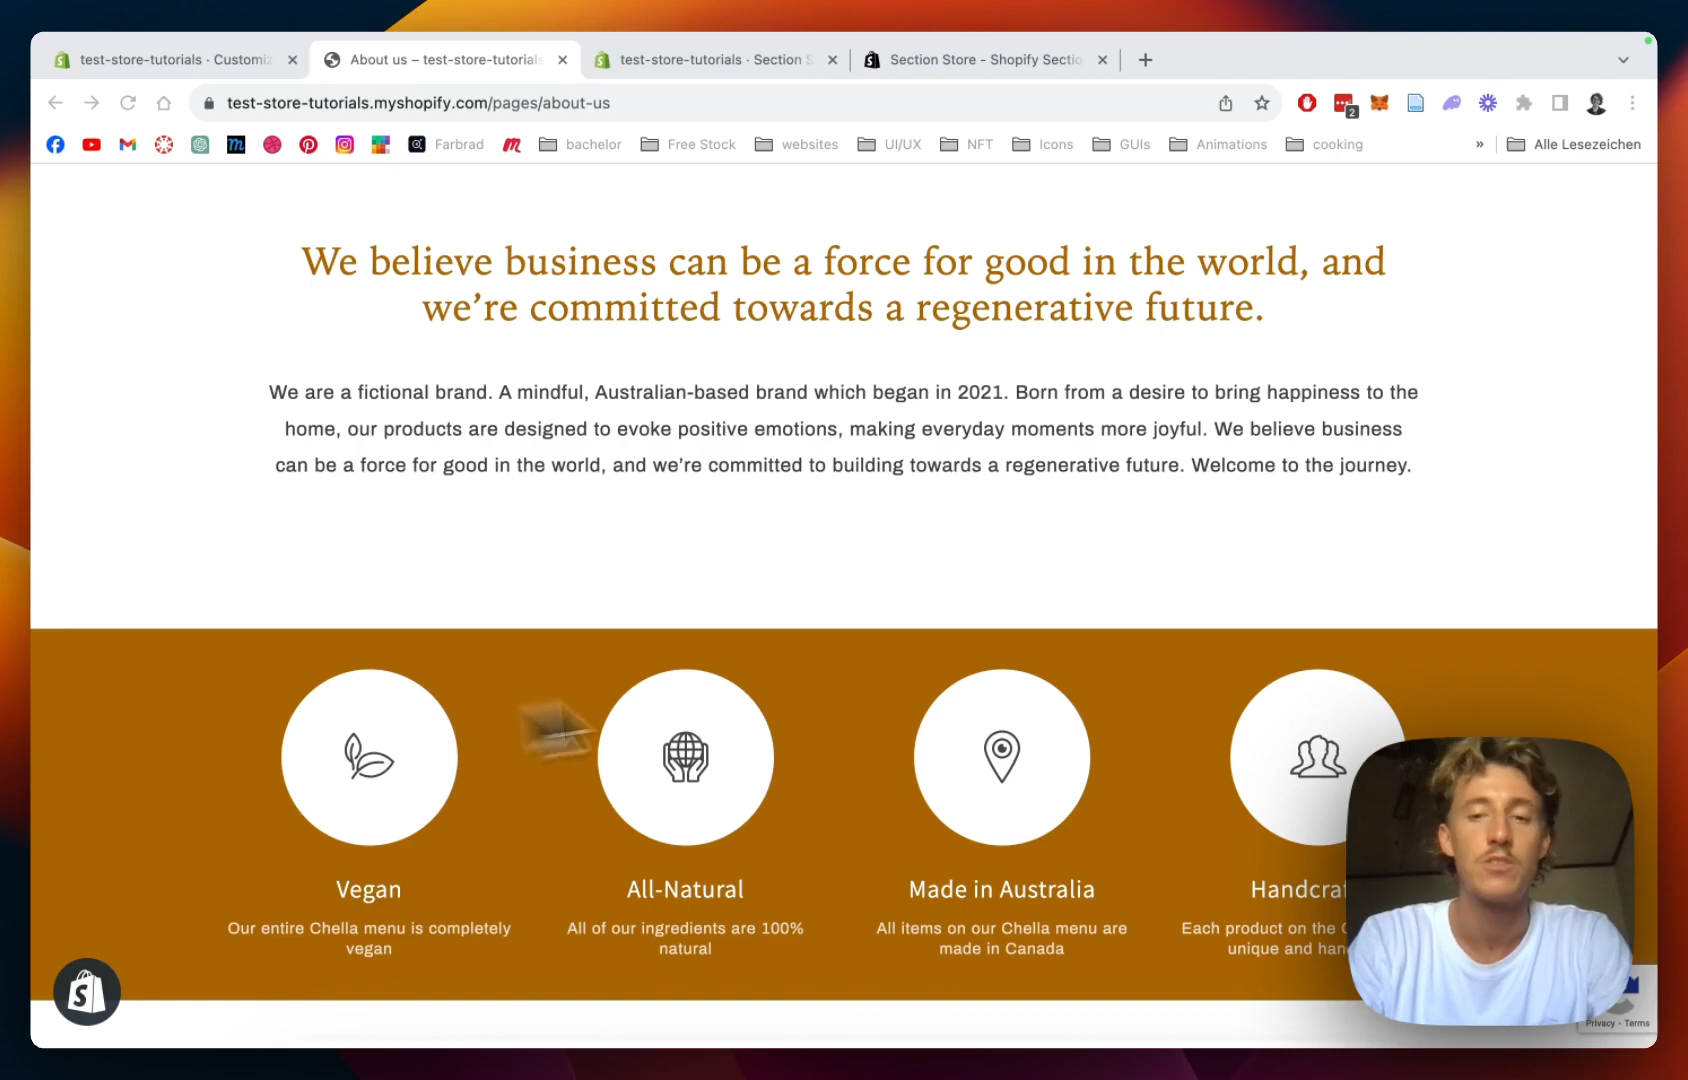 test-store-tutorials · Customiz
About us – test-store-tutorials
test-store-tutorials · Section S
Section Store - Shopify Sectio
test-store-tutorials.myshopify.com/pages/about-us
2
Farbrad
bachelor
Free Stock
websites
UI/UX
NFT
Icons
GUIs
Animations
cooking
»
Alle Lesezeichen
We believe business can be a force for good in the world, and
we’re committed towards a regenerative future.
We are a fictional brand. A mindful, Australian-based brand which began in 2021. Born from a desire to bring happiness to the
home, our products are designed to evoke positive emotions, making everyday moments more joyful. We believe business
can be a force for good in the world, and we’re committed to building towards a regenerative future. Welcome to the journey.
Vegan
Our entire Chella menu is completely
vegan
All-Natural
All of our ingredients are 100%
natural
Made in Australia
All items on our Chella menu are
made in Canada
Handcraf
Each product on the C
unique and han
Privacy - Terms